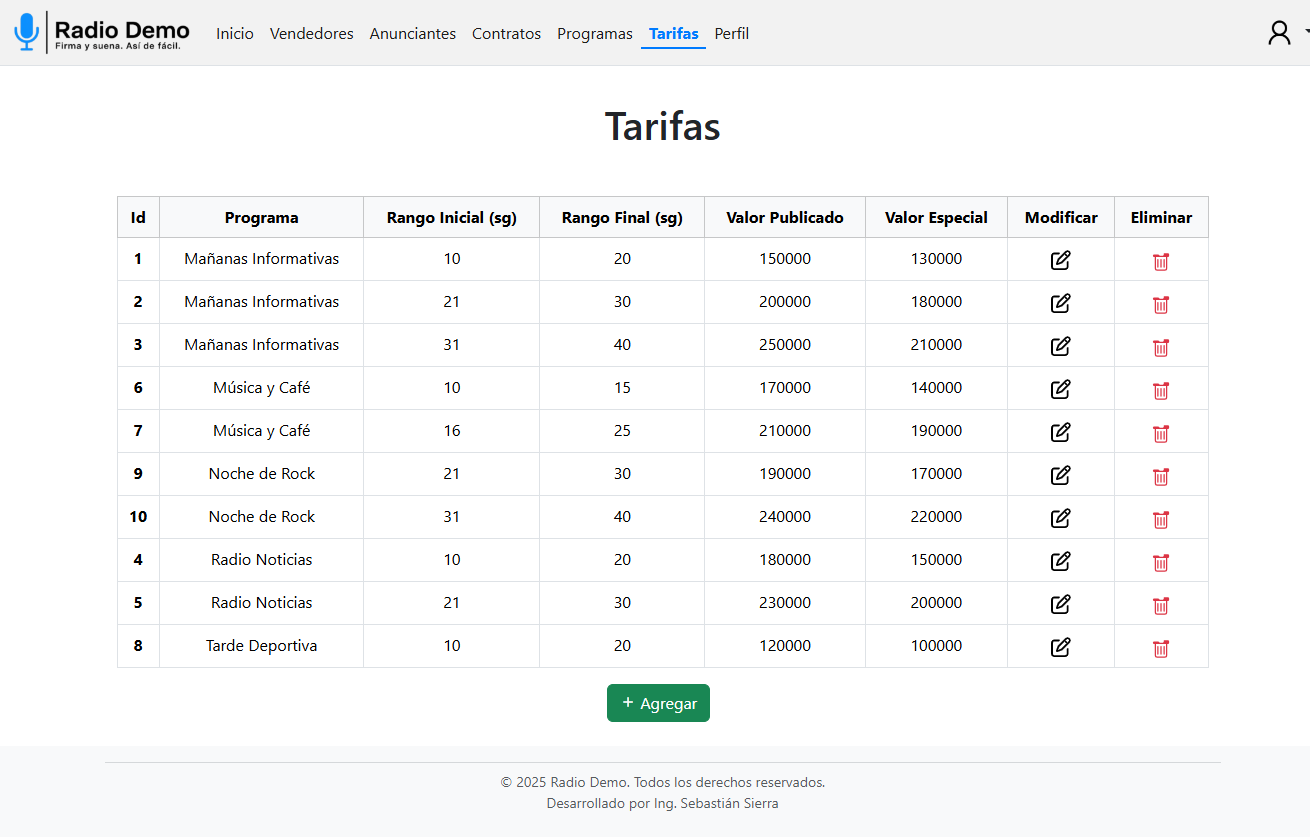 Radio Demo
Firma y suena. Así de fácil.
Inicio Vendedores Anunciantes Contratos Programas Tarifas Perfil
Tarifas
Id Programa Rango Inicial (sg) Rango Final (sg) Valor Publicado Valor Especial Modificar Eliminar
1 Mañanas Informativas 10 20 150000 130000
2 Mañanas Informativas 21 30 200000 180000
3 Mañanas Informativas 31 40 250000 210000
6 Música y Café 10 15 170000 140000
7 Música y Café 16 25 210000 190000
9 Noche de Rock 21 30 190000 170000
10 Noche de Rock 31 40 240000 220000
4 Radio Noticias 10 20 180000 150000
5 Radio Noticias 21 30 230000 200000
8 Tarde Deportiva 10 20 120000 100000
+ Agregar
© 2025 Radio Demo. Todos los derechos reservados.
Desarrollado por Ing. Sebastián Sierra